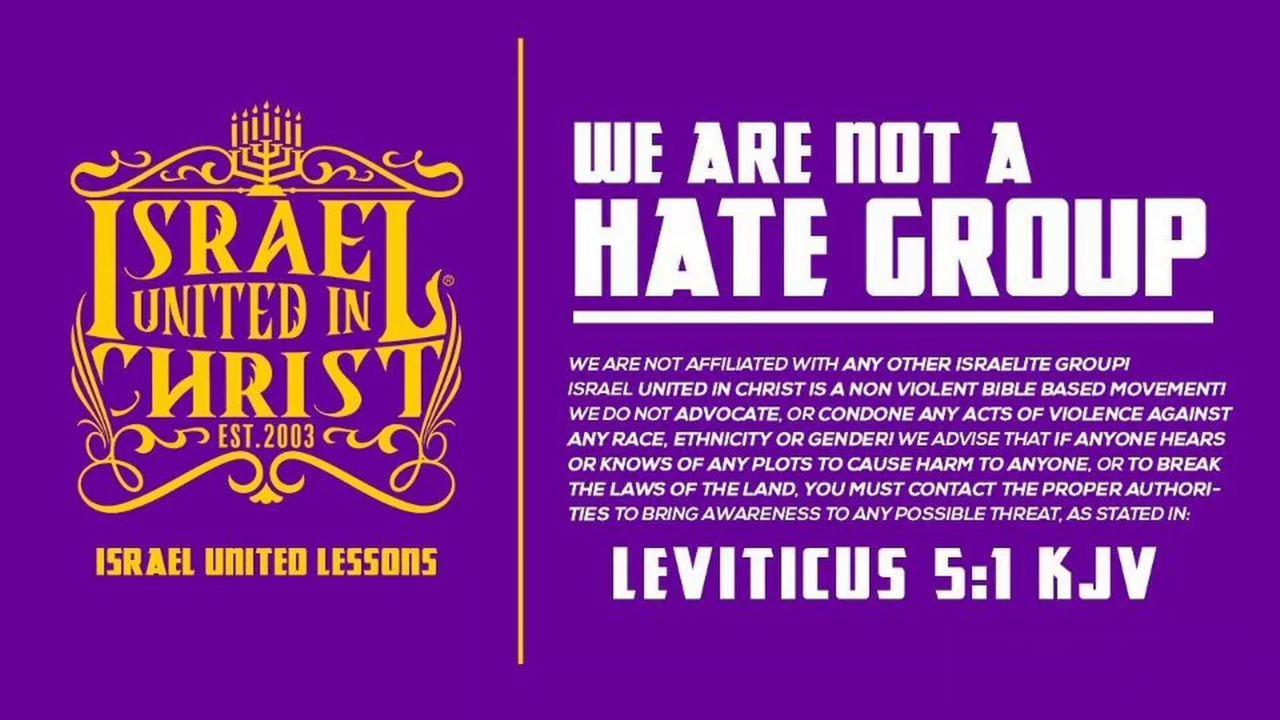 ISRAEL
UNITED IN
CHRIST
EST.2003
®
ISRAEL UNITED LESSONS
WE ARE NOT A
HATE GROUP
WE ARE NOT AFFILIATED WITH ANY OTHER ISRAELITE GROUP!
ISRAEL UNITED IN CHRIST IS A NON VIOLENT BIBLE BASED MOVEMENT!
WE DO NOT ADVOCATE, OR CONDONE ANY ACTS OF VIOLENCE AGAINST
ANY RACE, ETHNICITY OR GENDER! WE ADVISE THAT IF ANYONE HEARS
OR KNOWS OF ANY PLOTS TO CAUSE HARM TO ANYONE, OR TO BREAK
THE LAWS OF THE LAND, YOU MUST CONTACT THE PROPER AUTHORI-
TIES TO BRING AWARENESS TO ANY POSSIBLE THREAT, AS STATED IN:
LEVITICUS 5:1 KJV